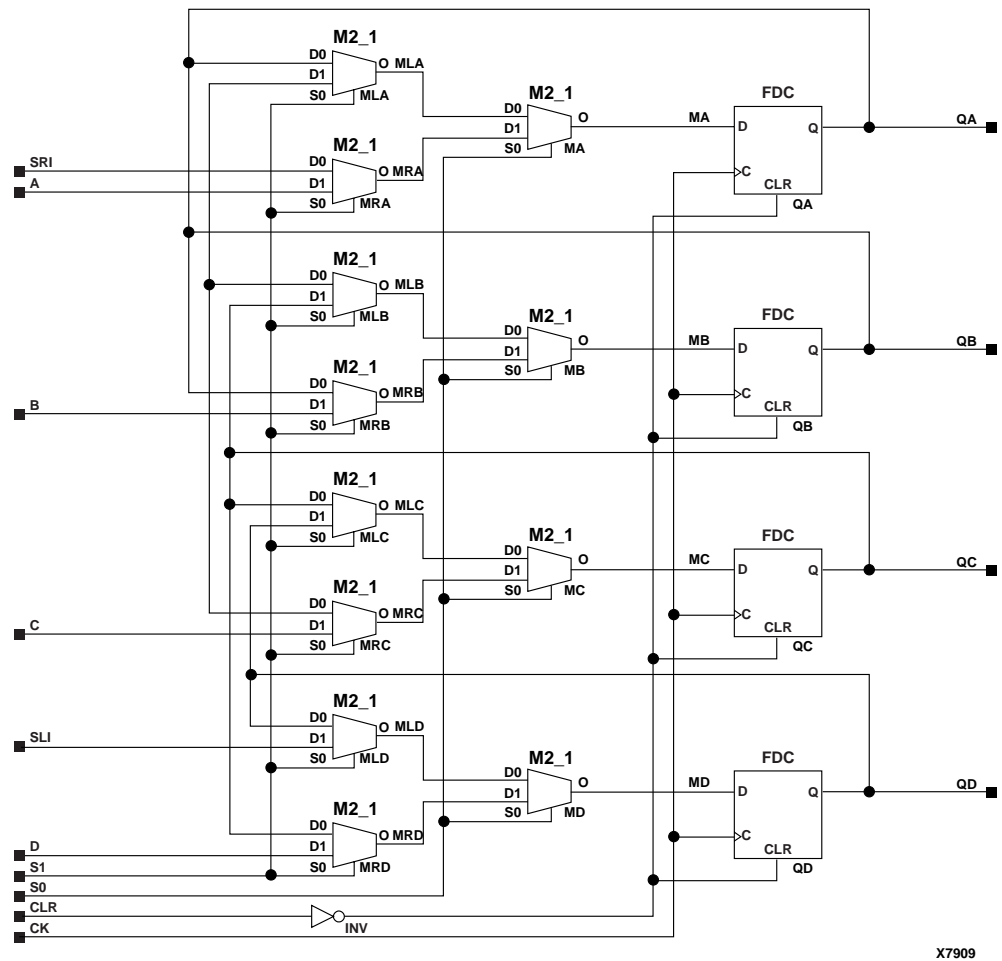 M2_1
D0
D1
S0
O MLA
MLA
M2_1
D0
D1
S0
O
MA
MA
FDC
D
Q
C
CLR
QA
QA
SRI
A
M2_1
D0
D1
S0
O MRA
MRA
M2_1
D0
D1
S0
O MLB
MLB
M2_1
D0
D1
S0
O
MB
MB
FDC
D
Q
C
CLR
QB
QB
B
M2_1
D0
D1
S0
O MRB
MRB
M2_1
D0
D1
S0
O MLC
MLC
M2_1
D0
D1
S0
O
MC
MC
FDC
D
Q
C
CLR
QC
QC
C
M2_1
D0
D1
S0
O MRC
MRC
M2_1
D0
D1
S0
O MLD
MLD
SLI
M2_1
D0
D1
S0
O
MD
MD
FDC
D
Q
C
CLR
QD
QD
M2_1
D0
D1
S0
O MRD
MRD
D
S1
S0
CLR
INV
CK
X7909